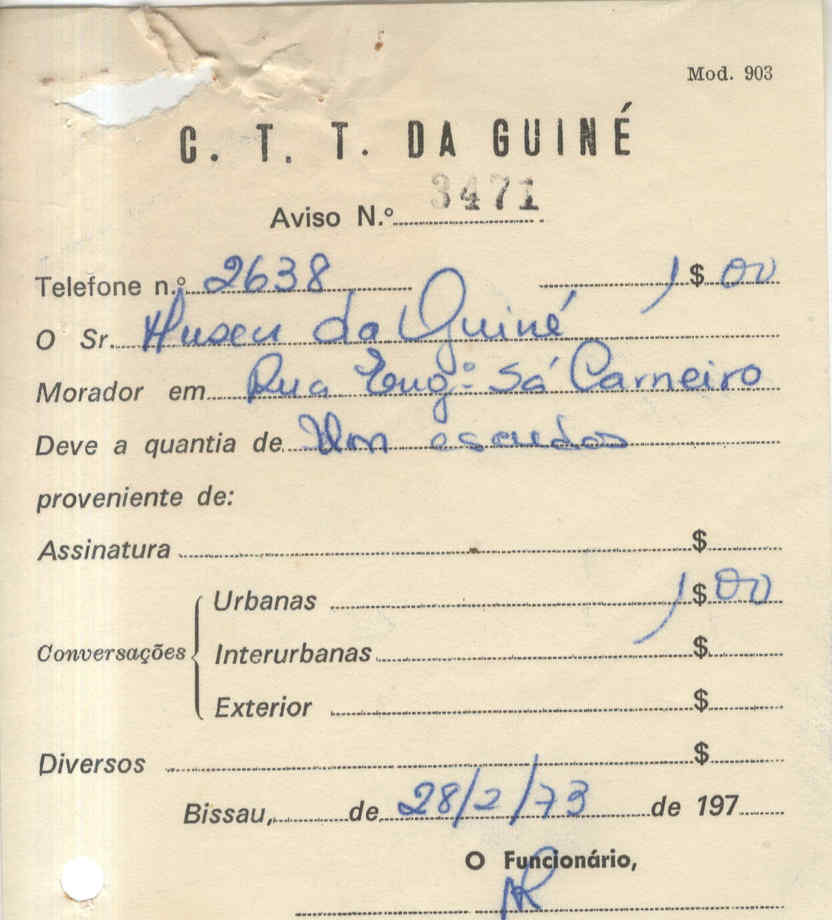 Mod. 903
C. T. T. DA GUINÉ
Aviso N.º 3471
Telefone n.º 2638 1$00
O Sr. Museu da Guiné
Morador em Rua Eng.º Sá Carneiro
Deve a quantia de Um escudos
proveniente de:
Assinatura $
Urbanas 1$00
Conversações Interurbanas $
Exterior $
Diversos $
Bissau, de 28/2/73 de 197
O Funcionário,